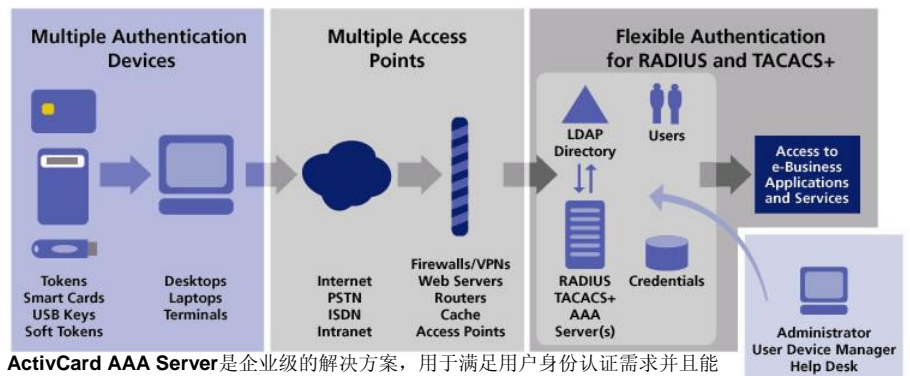 Multiple Authentication
Devices
Multiple Access
Points
Flexible Authentication
for RADIUS and TACACS+
LDAP
Directory
Users
Access to
e-Business
Applications
and Services
Tokens
Smart Cards
USB Keys
Soft Tokens
Desktops
Laptops
Terminals
Internet
PSTN
ISDN
Intranet
Firewalls/VPNs
Web Servers
Routers
Cache
Access Points
RADIUS
TACACS+
AAA
Server(s)
Credentials
Administrator
User Device Manager
Help Desk
ActivCard AAA Server是企业级的解决方案，用于满足用户身份认证需求并且能